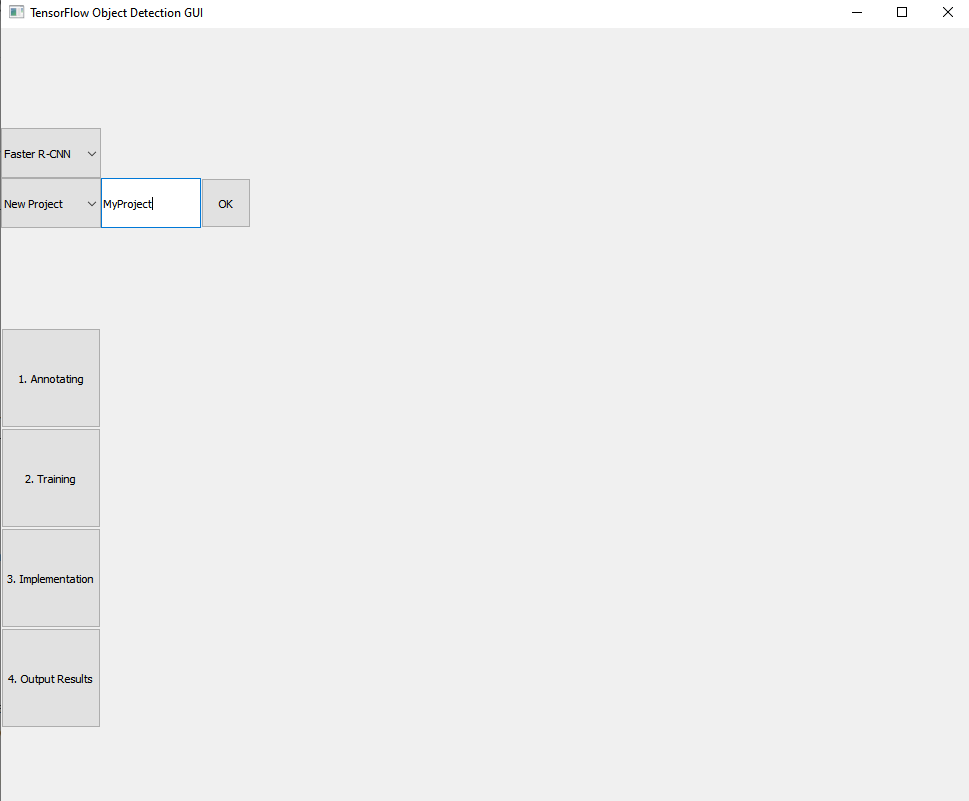 TensorFlow Object Detection GUI
Faster R-CNN
New Project MyProject OK
1. Annotating
2. Training
3. Implementation
4. Output Results